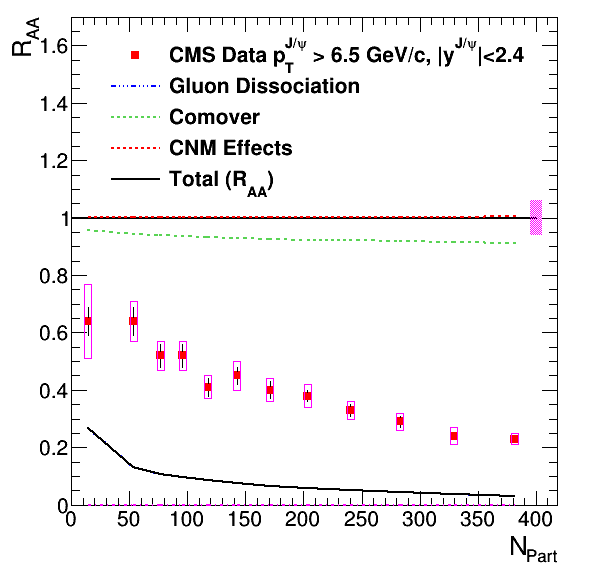 R_AA
CMS Data p_T^J/ψ > 6.5 GeV/c, |y^J/ψ|<2.4
Gluon Dissociation
Comover
CNM Effects
Total (R_AA)
1.6
1.4
1.2
1
0.8
0.6
0.4
0.2
0
0 50 100 150 200 250 300 350 400
N_Part